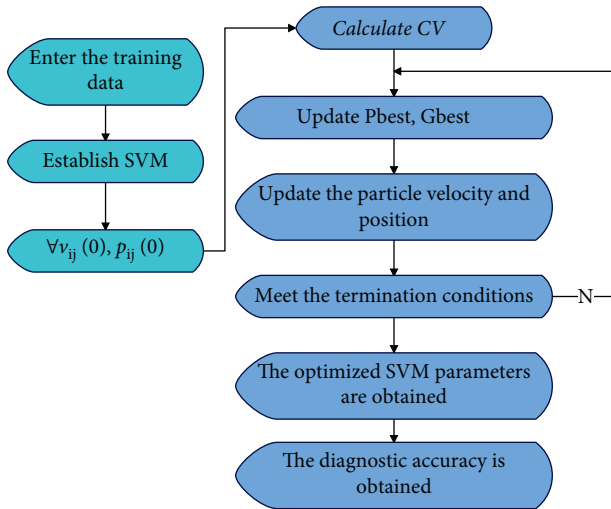 Enter the training
data
Establish SVM
∀v_ij (0), p_ij (0)
Calculate CV
Update Pbest, Gbest
Update the particle velocity and
position
Meet the termination conditions
N
The optimized SVM parameters
are obtained
The diagnostic accuracy is
obtained